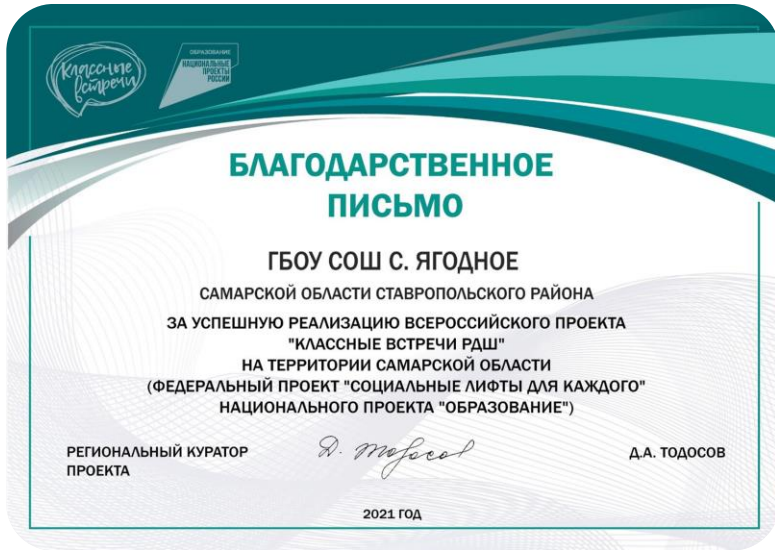 Классные
встречи
ОБРАЗОВАНИЕ
НАЦИОНАЛЬНЫЕ
ПРОЕКТЫ
РОССИИ
БЛАГОДАРСТВЕННОЕ
ПИСЬМО
ГБОУ СОШ С. ЯГОДНОЕ
САМАРСКОЙ ОБЛАСТИ СТАВРОПОЛЬСКОГО РАЙОНА
ЗА УСПЕШНУЮ РЕАЛИЗАЦИЮ ВСЕРОССИЙСКОГО ПРОЕКТА
"КЛАССНЫЕ ВСТРЕЧИ РДШ"
НА ТЕРРИТОРИИ САМАРСКОЙ ОБЛАСТИ
(ФЕДЕРАЛЬНЫЙ ПРОЕКТ "СОЦИАЛЬНЫЕ ЛИФТЫ ДЛЯ КАЖДОГО"
НАЦИОНАЛЬНОГО ПРОЕКТА "ОБРАЗОВАНИЕ")
РЕГИОНАЛЬНЫЙ КУРАТОР
ПРОЕКТА
Д. Тодосов
Д.А. ТОДОСОВ
2021 ГОД